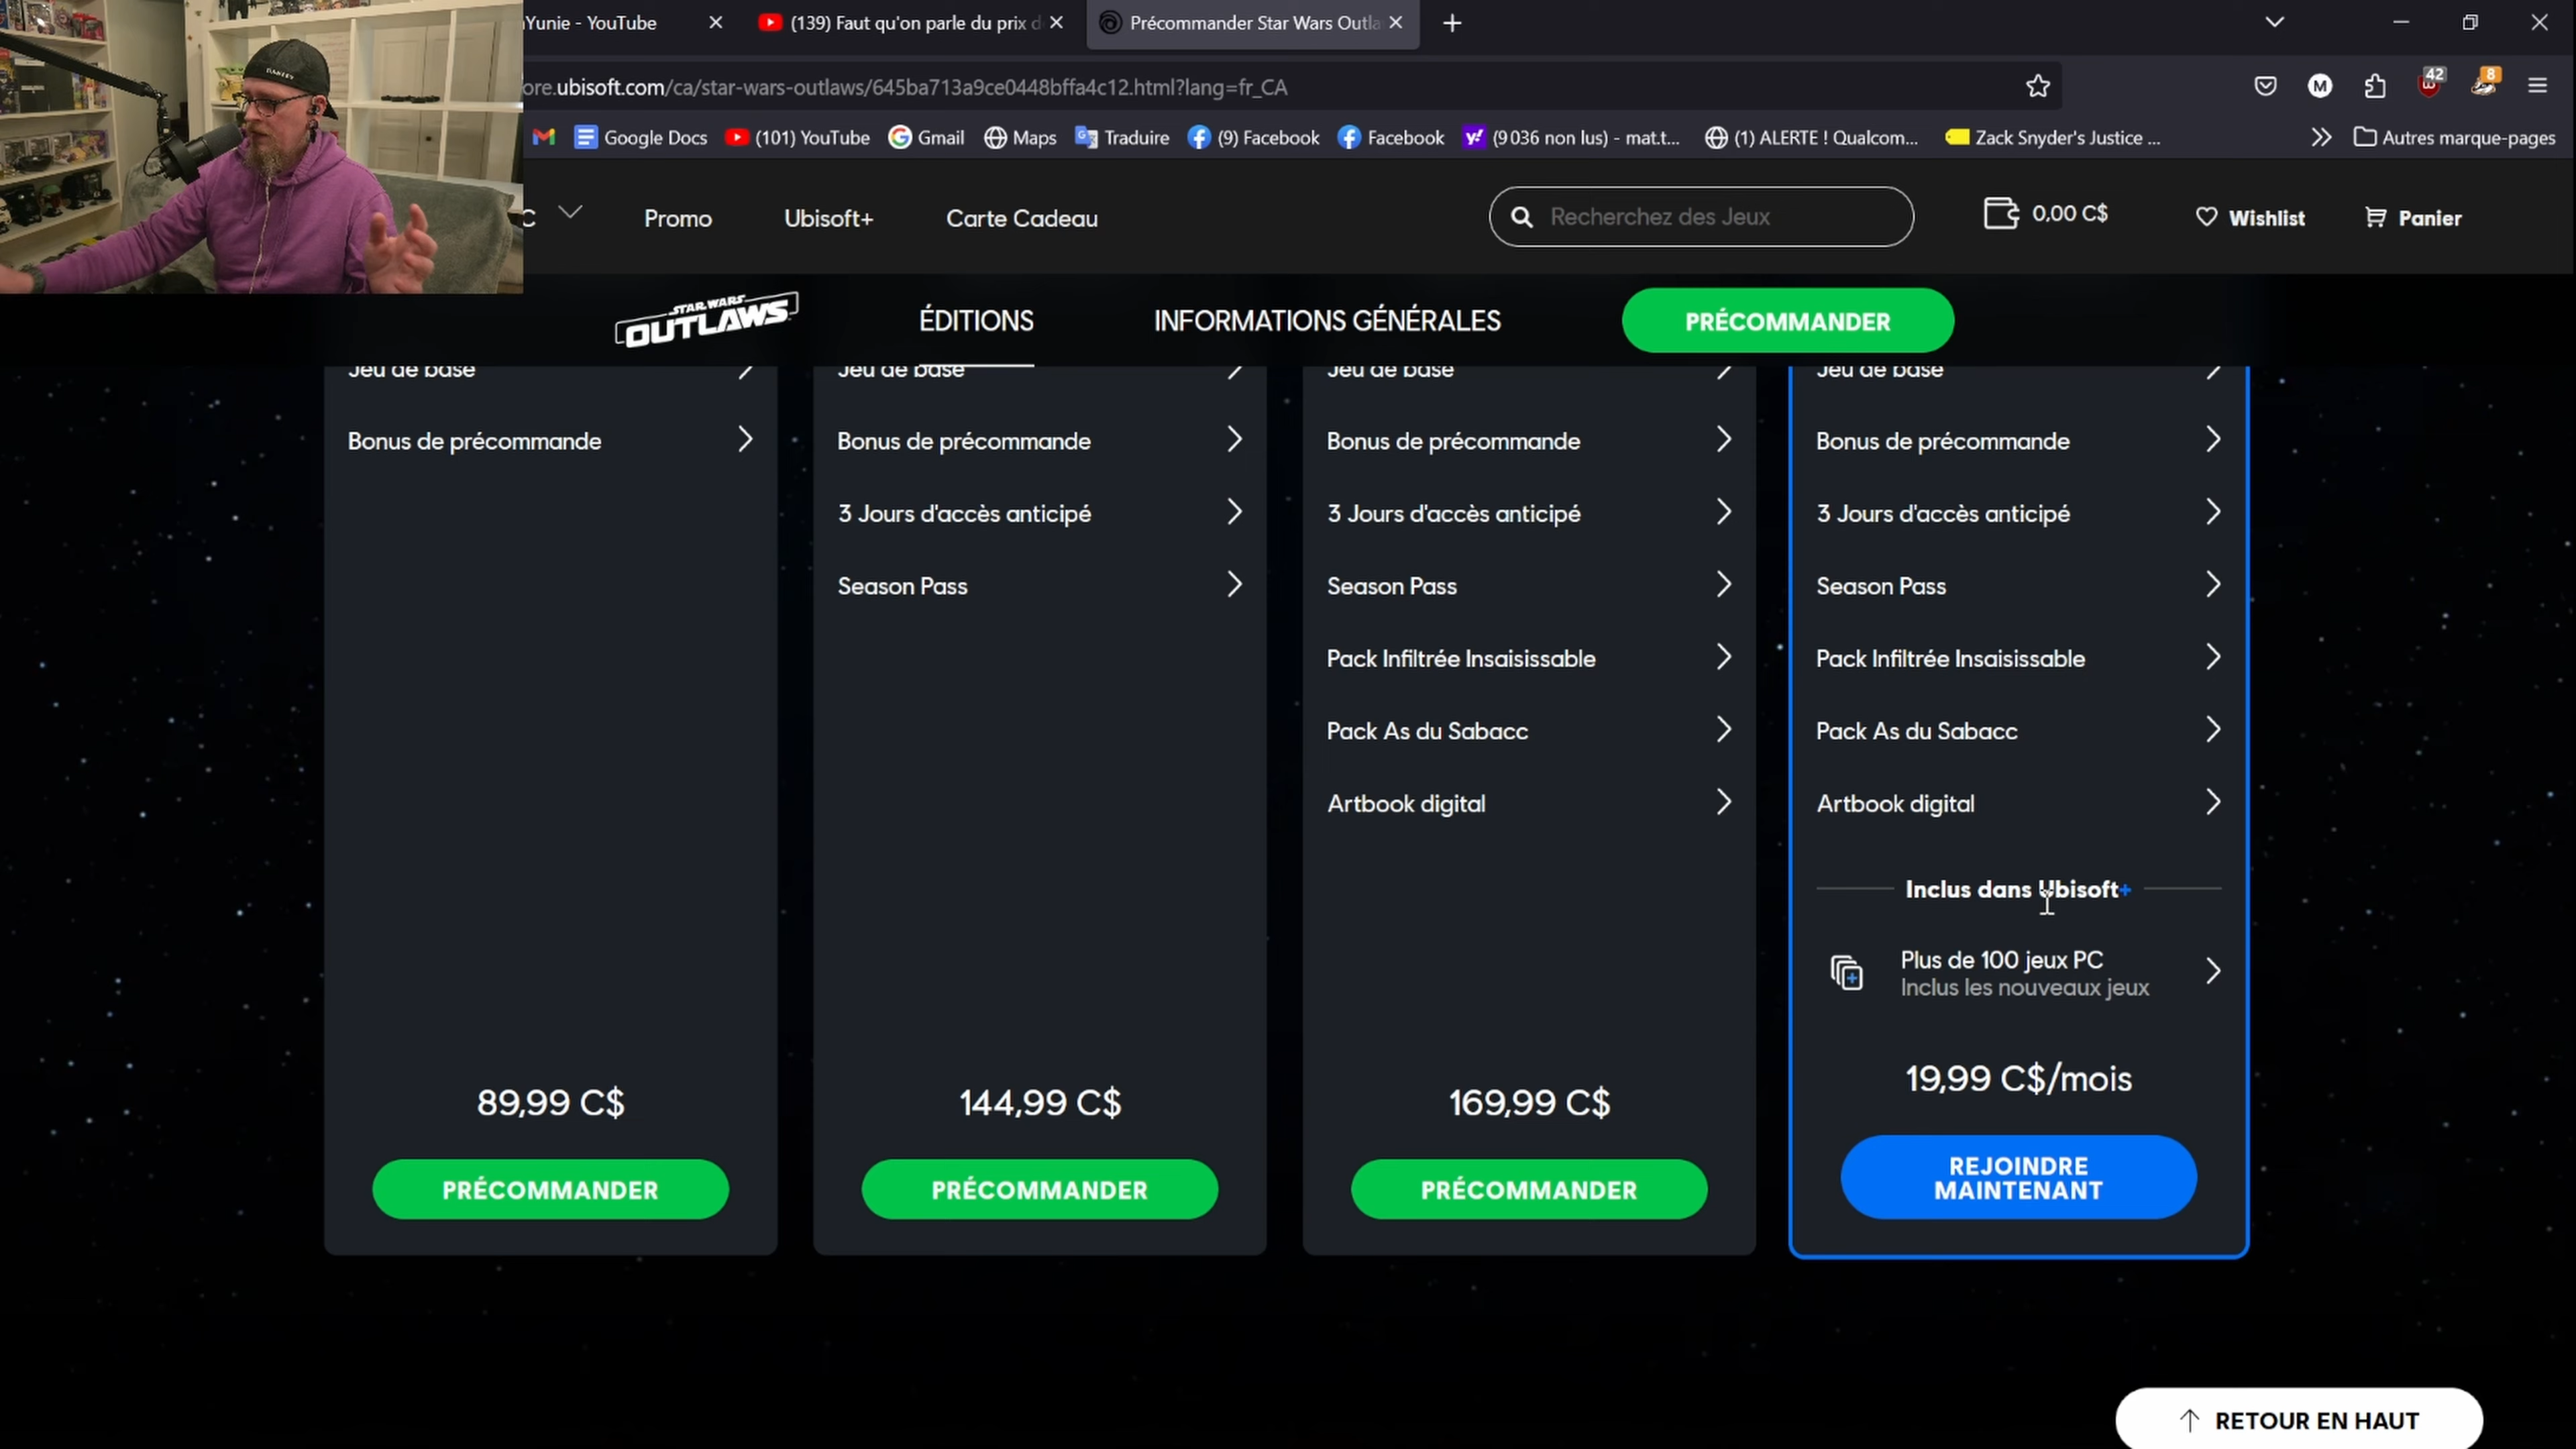 Yunie - YouTube
(139) Faut qu'on parle du prix d
Précommander Star Wars Outla
ore.ubisoft.com/ca/star-wars-outlaws/645ba713a9ce0448bffa4c12.html?lang=fr_CA
42
8
M
Google Docs
(101) YouTube
Gmail
Maps
Traduire
(9) Facebook
Facebook
(9 036 non lus) - mat.t...
(1) ALERTE ! Qualcom...
Zack Snyder's Justice ...
Autres marque-pages
C
Promo
Ubisoft+
Carte Cadeau
Recherchez des Jeux
0,00 C$
Wishlist
Panier
STAR WARS
OUTLAWS
ÉDITIONS
INFORMATIONS GÉNÉRALES
PRÉCOMMANDER
Jeu de base
Bonus de précommande
89,99 C$
PRÉCOMMANDER
Jeu de base
Bonus de précommande
3 Jours d'accès anticipé
Season Pass
144,99 C$
PRÉCOMMANDER
Jeu de base
Bonus de précommande
3 Jours d'accès anticipé
Season Pass
Pack Infiltrée Insaisissable
Pack As du Sabacc
Artbook digital
169,99 C$
PRÉCOMMANDER
Jeu de base
Bonus de précommande
3 Jours d'accès anticipé
Season Pass
Pack Infiltrée Insaisissable
Pack As du Sabacc
Artbook digital
Inclus dans Ubisoft+
Plus de 100 jeux PC
Inclus les nouveaux jeux
19,99 C$/mois
REJOINDRE
MAINTENANT
RETOUR EN HAUT